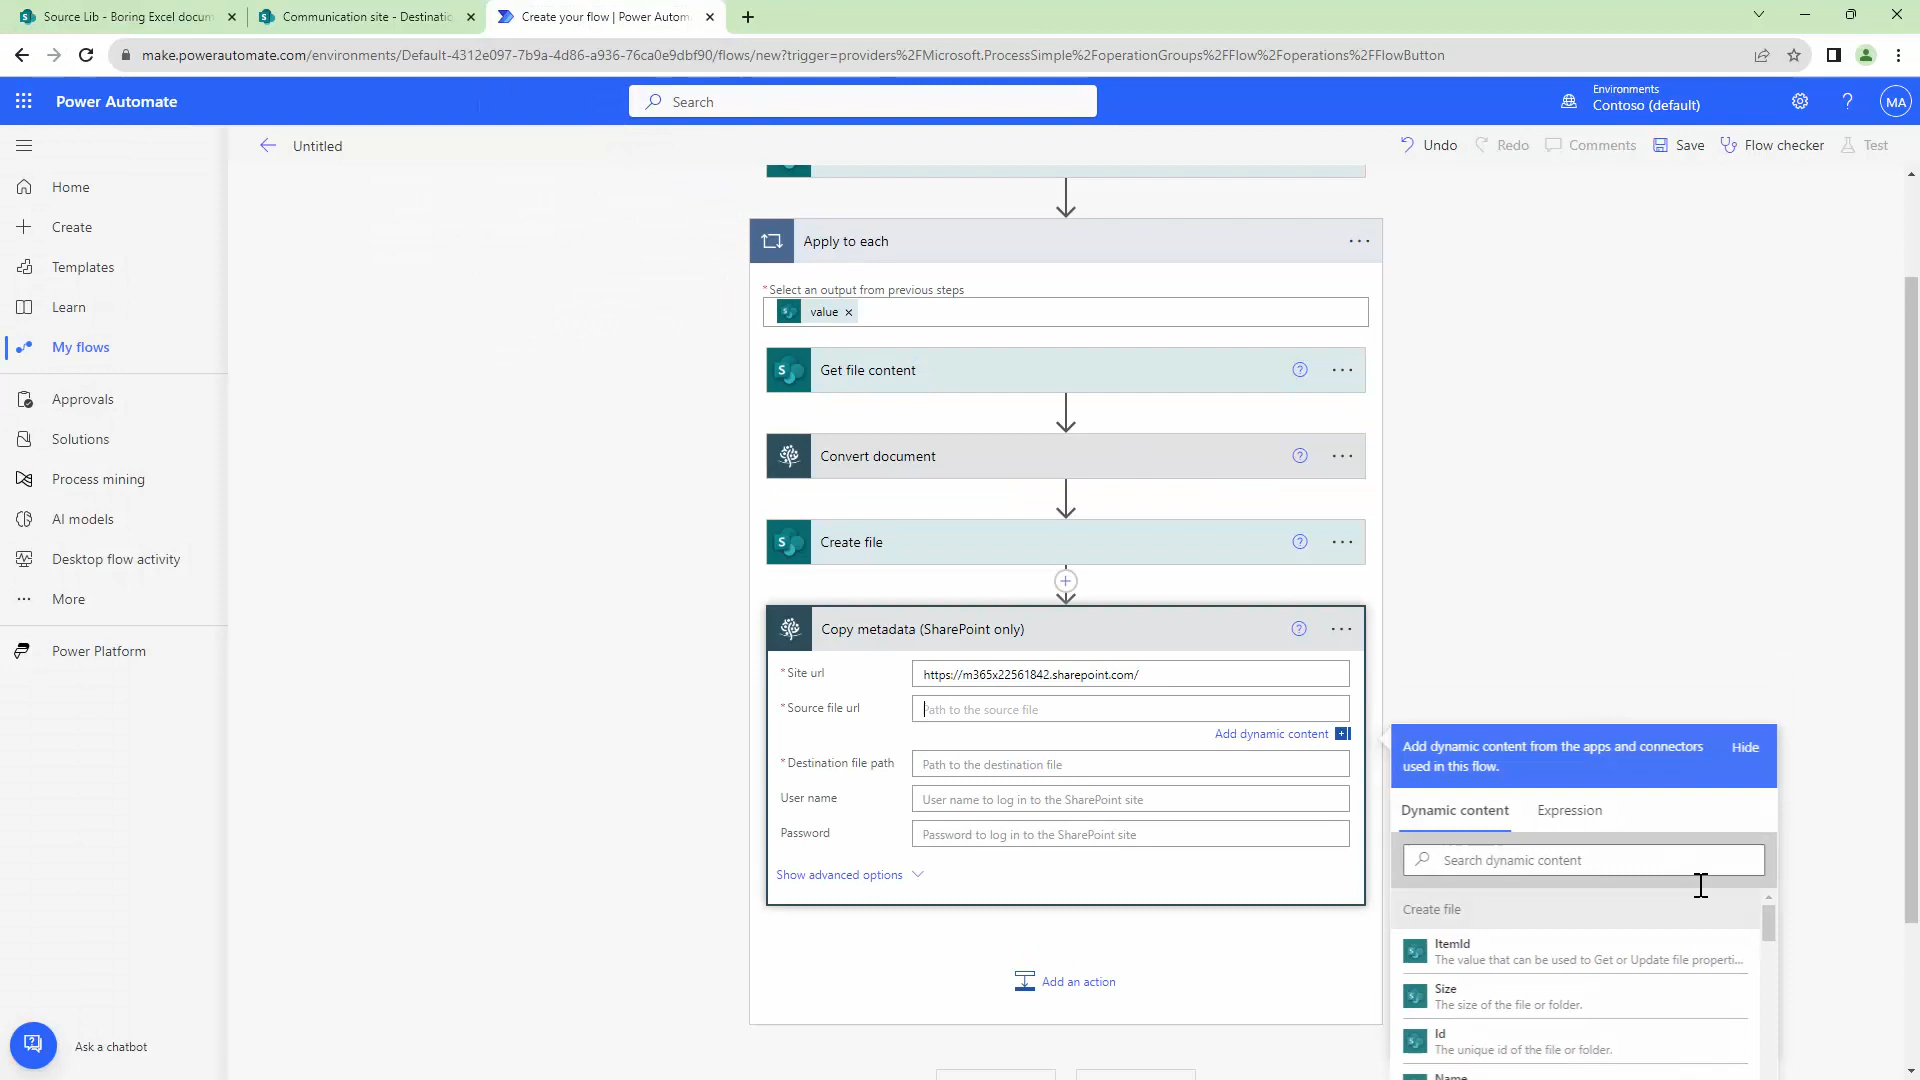 Source Lib - Boring Excel docum
Communication site - Destinatio
Create your flow | Power Autom
make.powerautomate.com/environments/Default-4312e097-7b9a-4d86-a936-76ca0e9dbf90/flows/new?trigger=providers%2FMicrosoft.ProcessSimple%2FoperationGroups%2FFlow%2Foperations%2FFlowButton
Power Automate
Search
Environments
Contoso (default)
MA
Untitled
Undo
Redo
Comments
Save
Flow checker
Test
Home
Create
Templates
Learn
My flows
Approvals
Solutions
Process mining
AI models
Desktop flow activity
More
Power Platform
Ask a chatbot
Apply to each
*Select an output from previous steps
value
Get file content
Convert document
Create file
Copy metadata (SharePoint only)
*Site url
https://m365x22561842.sharepoint.com/
*Source file url
Path to the source file
Add dynamic content
*Destination file path
Path to the destination file
User name
User name to log in to the SharePoint site
Password
Password to log in to the SharePoint site
Show advanced options
Add an action
Add dynamic content from the apps and connectors
used in this flow.
Hide
Dynamic content
Expression
Search dynamic content
Create file
ItemId
The value that can be used to Get or Update file properti...
Size
The size of the file or folder.
Id
The unique id of the file or folder.
Name